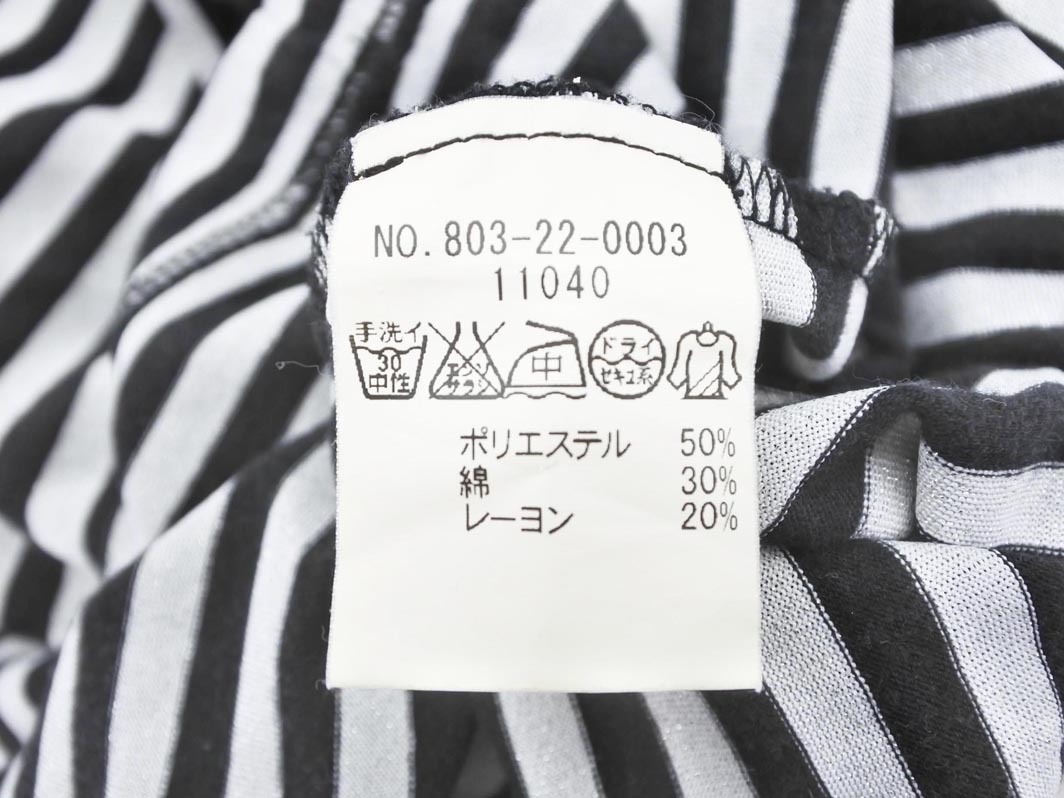 NO. 803-22-0003
11040
手洗イ
30
中性
エンソ
サラシ
中
ドライ
セキユ系
ポリエステル 50%
綿 30%
レーヨン 20%